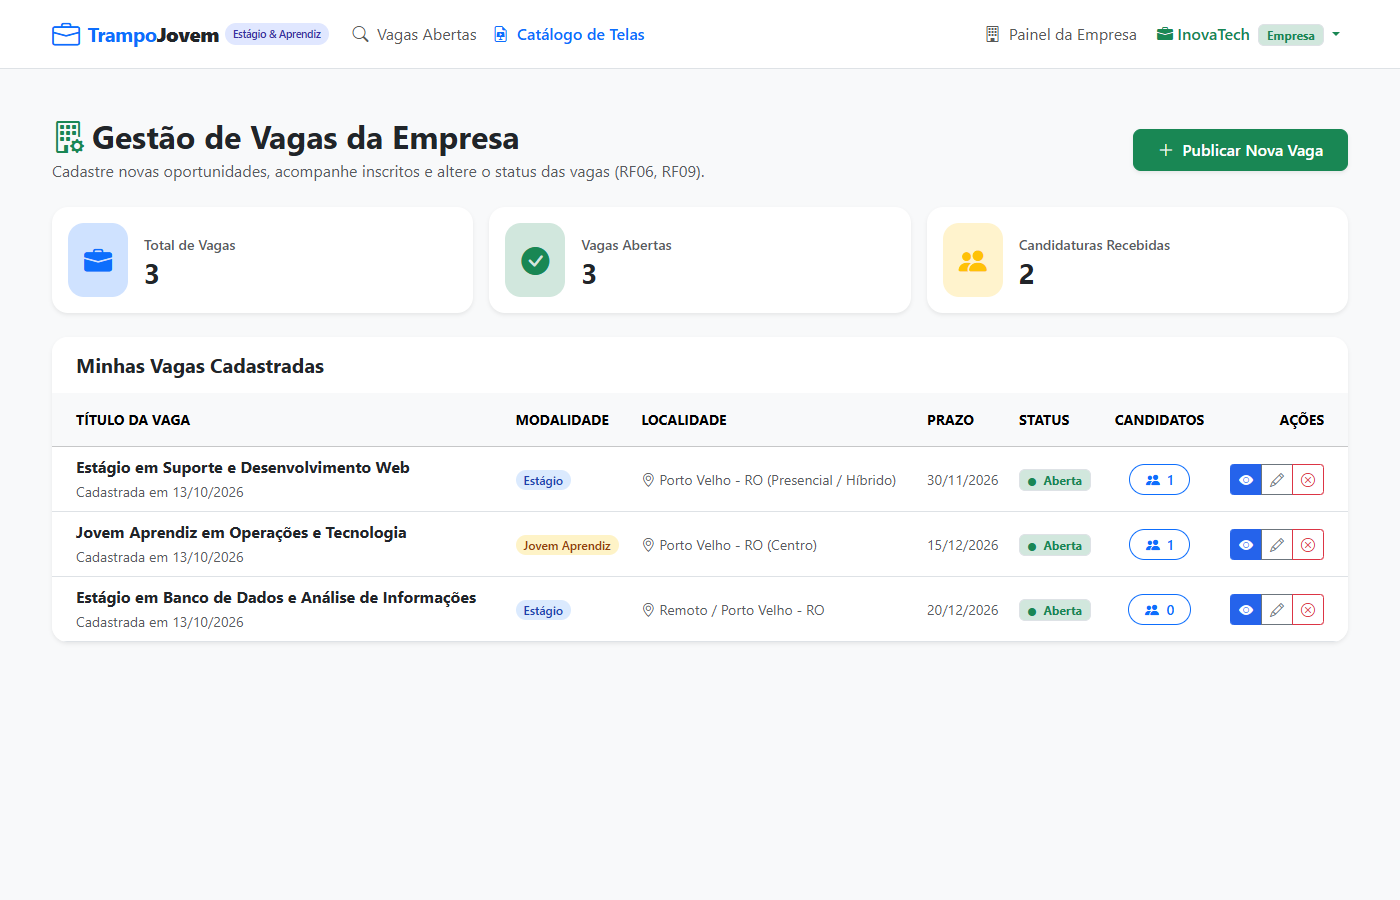 TrampoJovem Estágio & Aprendiz Vagas Abertas Catálogo de Telas Painel da Empresa InovaTech Empresa
Gestão de Vagas da Empresa
Cadastre novas oportunidades, acompanhe inscritos e altere o status das vagas (RF06, RF09).
+ Publicar Nova Vaga
Total de Vagas
3
Vagas Abertas
3
Candidaturas Recebidas
2
Minhas Vagas Cadastradas
TÍTULO DA VAGA MODALIDADE LOCALIDADE PRAZO STATUS CANDIDATOS AÇÕES
Estágio em Suporte e Desenvolvimento Web
Cadastrada em 13/10/2026
Estágio Porto Velho - RO (Presencial / Híbrido) 30/11/2026 Aberta 1
Jovem Aprendiz em Operações e Tecnologia
Cadastrada em 13/10/2026
Jovem Aprendiz Porto Velho - RO (Centro) 15/12/2026 Aberta 1
Estágio em Banco de Dados e Análise de Informações
Cadastrada em 13/10/2026
Estágio Remoto / Porto Velho - RO 20/12/2026 Aberta 0